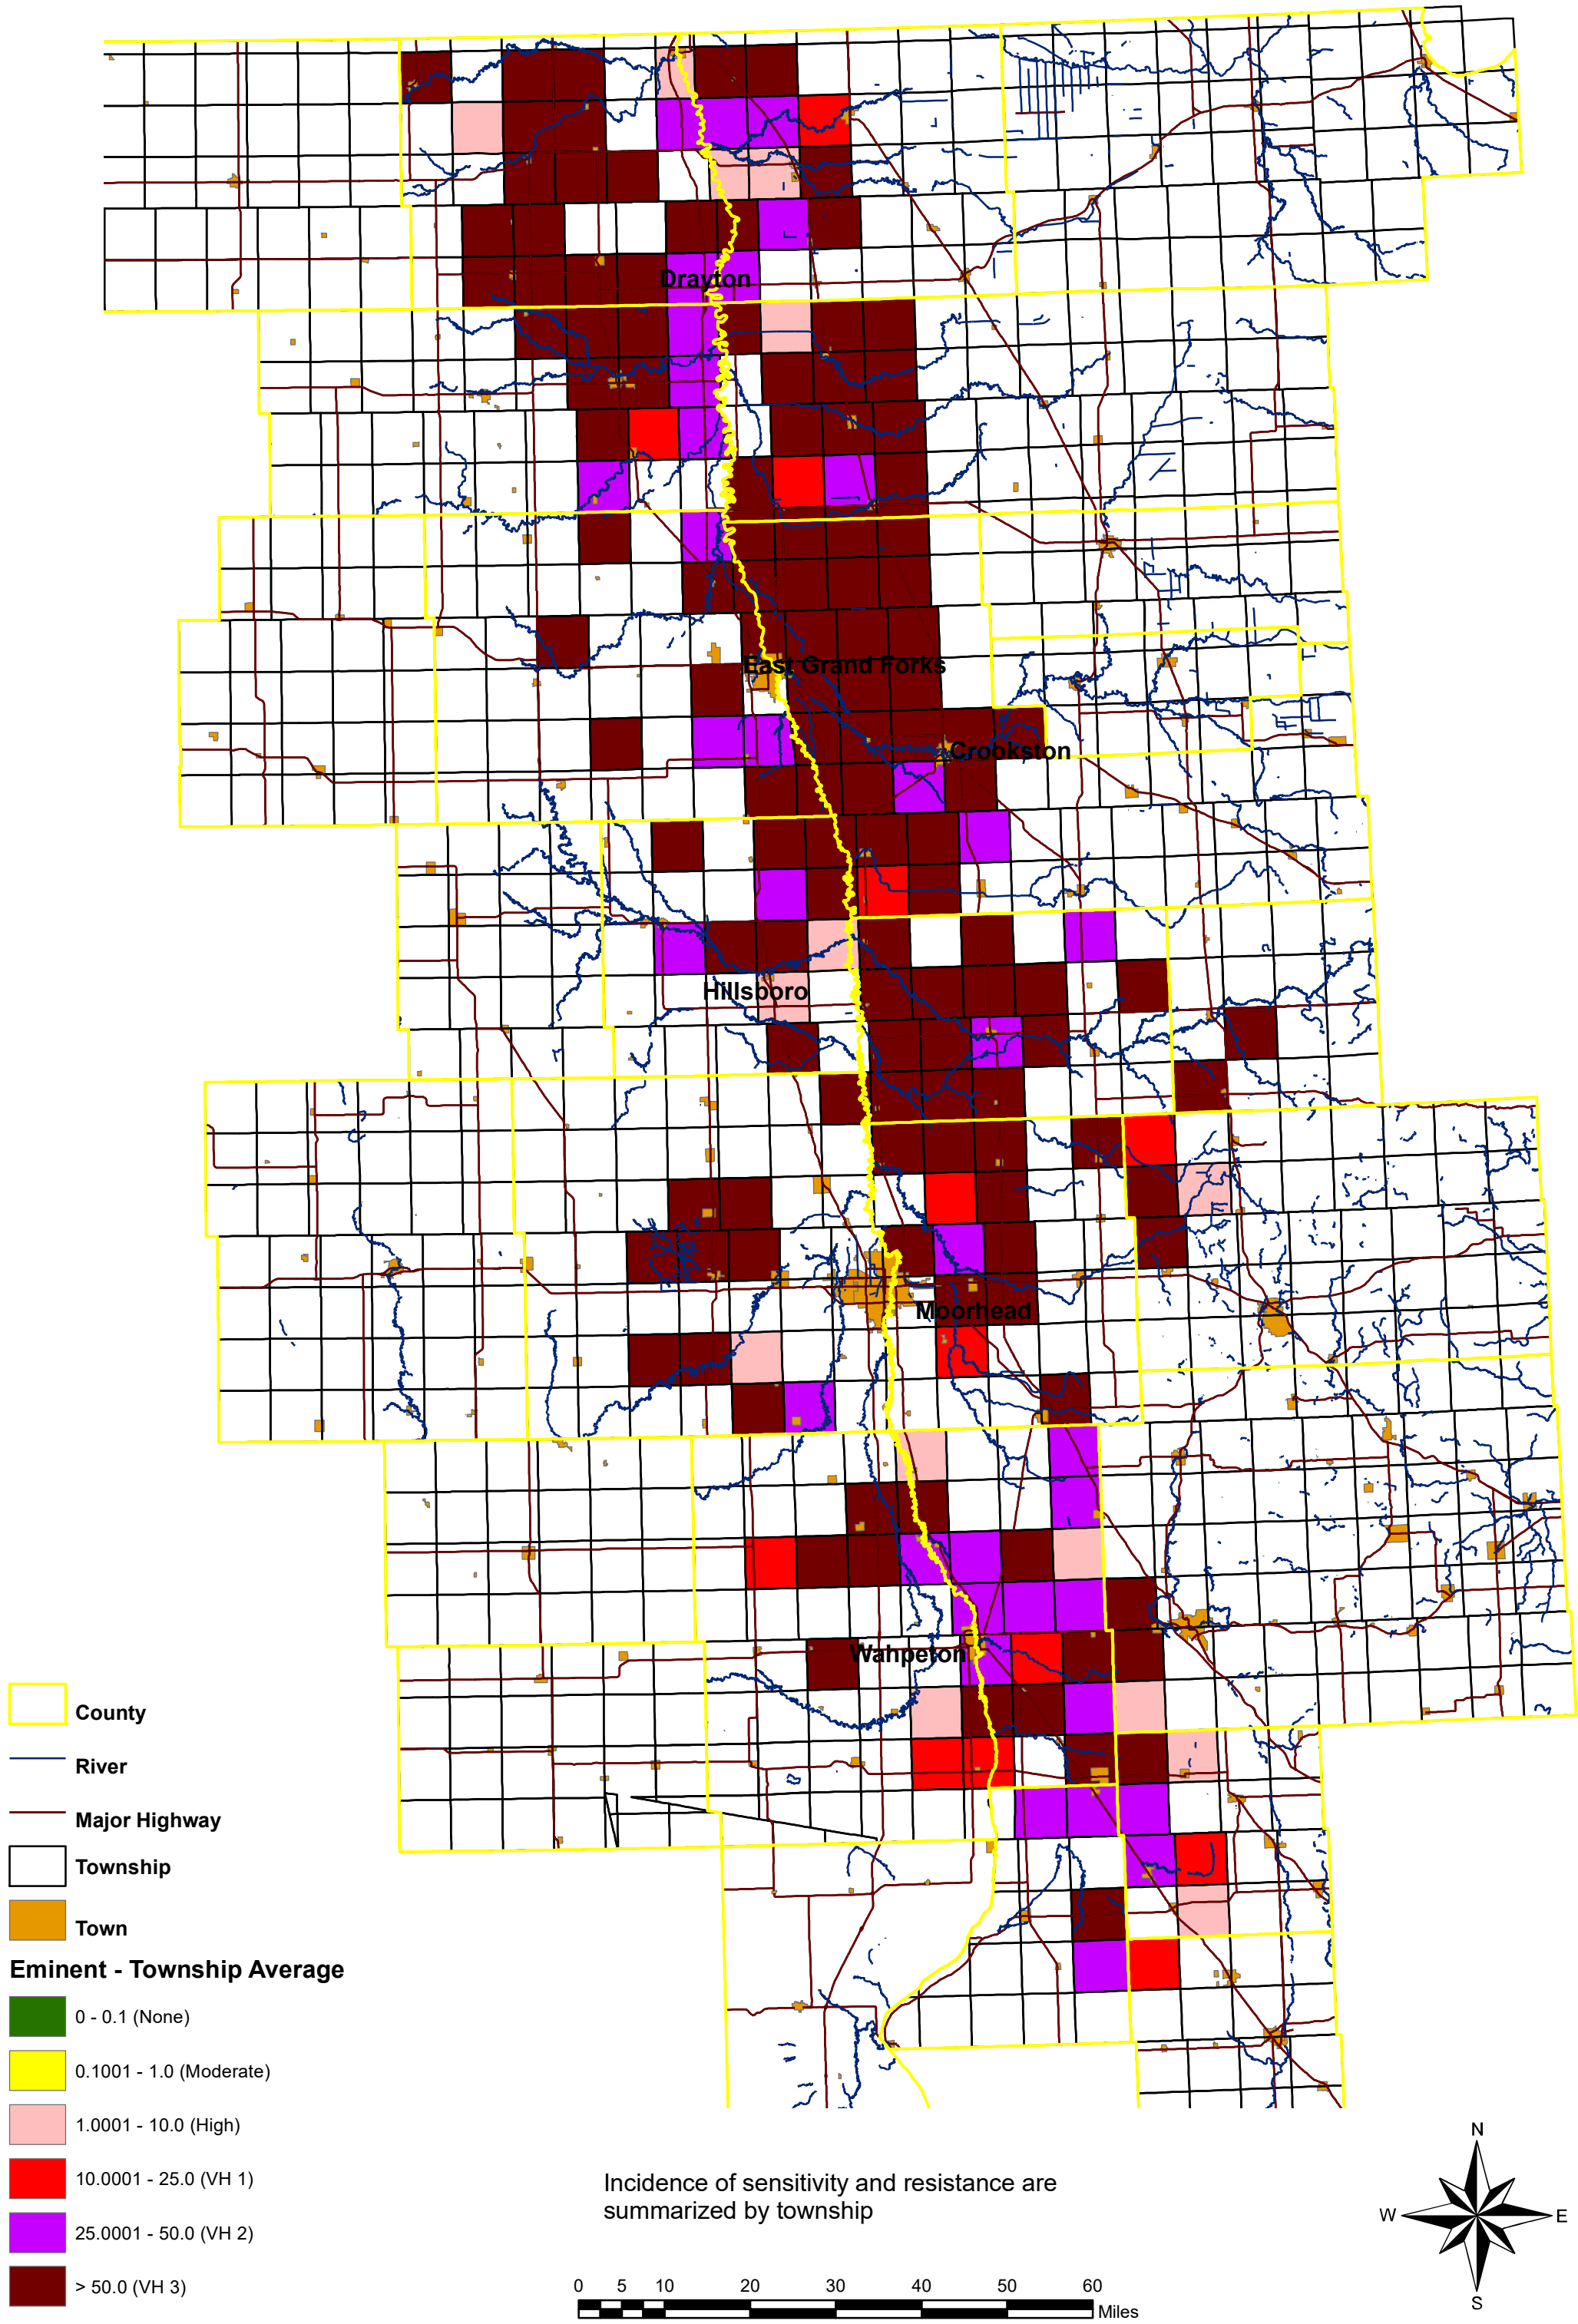 Drayton
East Grand Forks
Crookston
Hillsboro
Moorhead
Wahpeton
County
River
Major Highway
Township
Town
Eminent - Township Average
0 - 0.1 (None)
0.1001 - 1.0 (Moderate)
1.0001 - 10.0 (High)
10.0001 - 25.0 (VH 1)
25.0001 - 50.0 (VH 2)
> 50.0 (VH 3)
Incidence of sensitivity and resistance are
summarized by township
0 5 10 20 30 40 50 60
Miles
N
W E
S